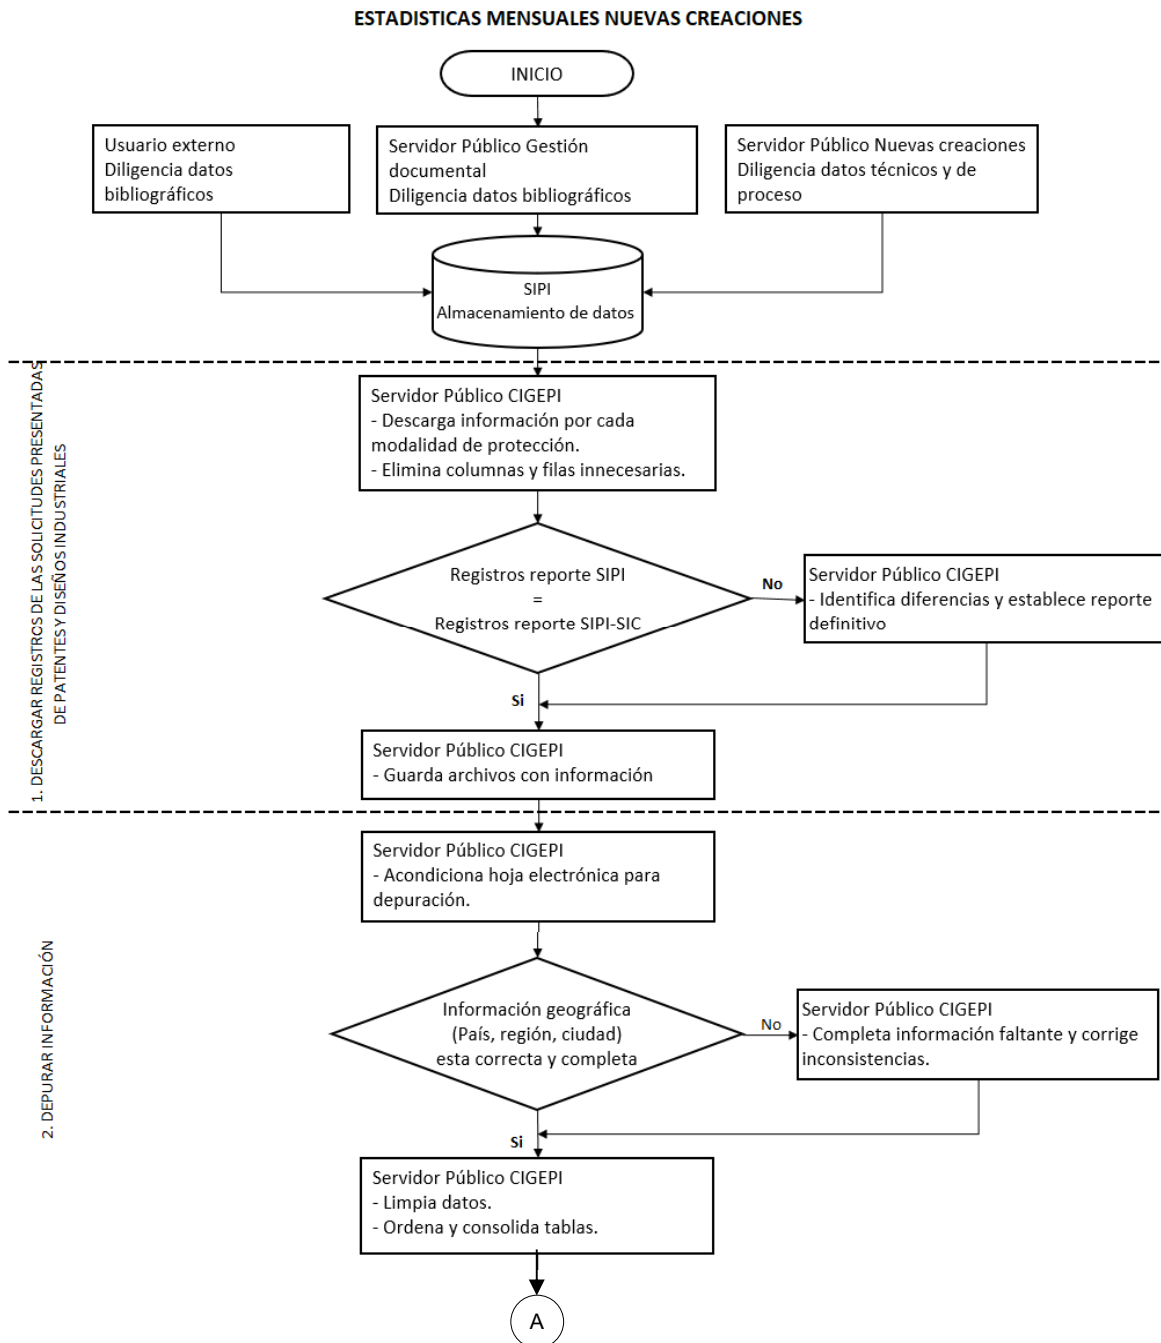 ESTADISTICAS MENSUALES NUEVAS CREACIONES
INICIO
Usuario externo
Diligencia datos
bibliográficos
Servidor Público Gestión
documental
Diligencia datos bibliográficos
Servidor Público Nuevas creaciones
Diligencia datos técnicos y de
proceso
SIPI
Almacenamiento de datos
1. DESCARGAR REGISTROS DE LAS SOLICITUDES PRESENTADAS
DE PATENTES Y DISEÑOS INDUSTRIALES
Servidor Público CIGEPI
- Descarga información por cada
modalidad de protección.
- Elimina columnas y filas innecesarias.
Registros reporte SIPI
=
Registros reporte SIPI-SIC
No
Servidor Público CIGEPI
- Identifica diferencias y establece reporte
definitivo
Si
Servidor Público CIGEPI
- Guarda archivos con información
2. DEPURAR INFORMACIÓN
Servidor Público CIGEPI
- Acondiciona hoja electrónica para
depuración.
Información geográfica
(País, región, ciudad)
esta correcta y completa
No
Servidor Público CIGEPI
- Completa información faltante y corrige
inconsistencias.
Si
Servidor Público CIGEPI
- Limpia datos.
- Ordena y consolida tablas.
A